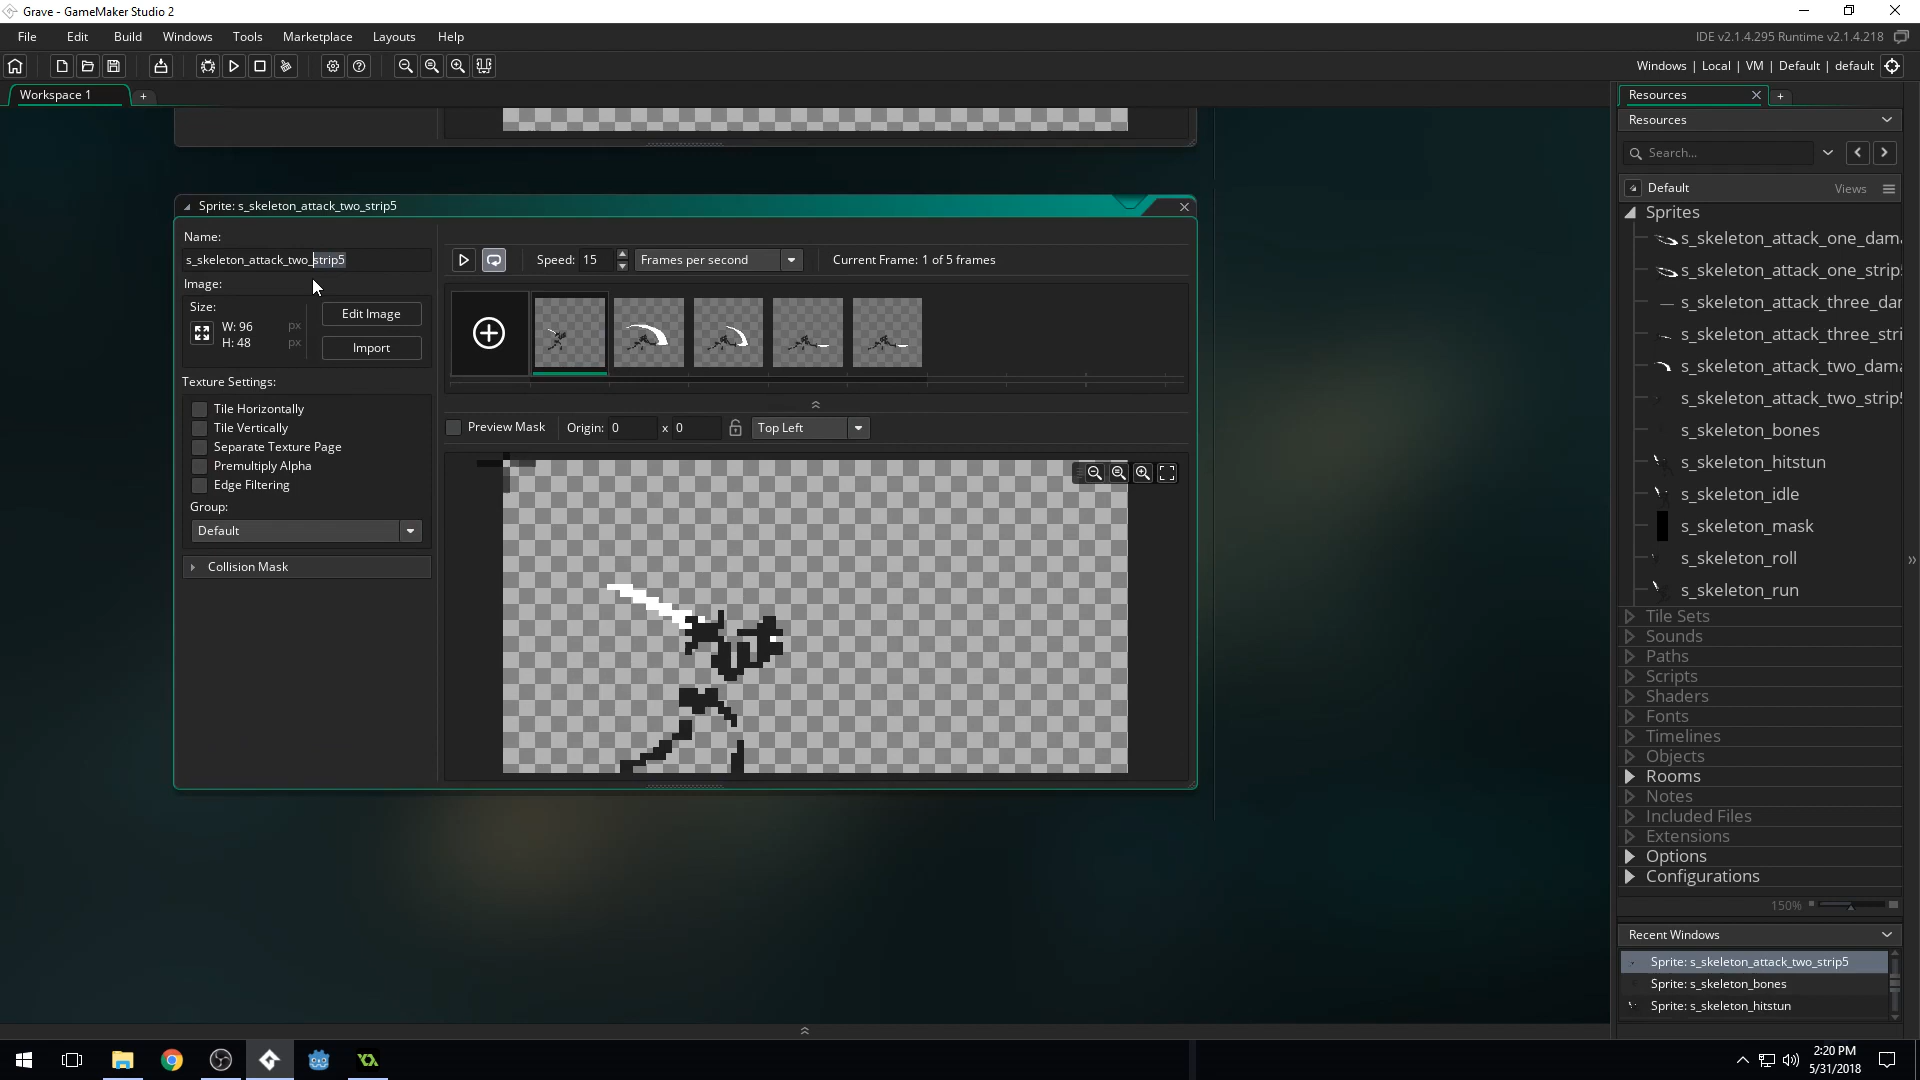 Grave - GameMaker Studio 2
File Edit Build Windows Tools Marketplace Layouts Help
IDE v2.1.4.295 Runtime v2.1.4.218
Windows | Local | VM | Default | default
Workspace 1
Sprite: s_skeleton_attack_two_strip5
Name:
s_skeleton_attack_two_strip5
Image:
Size:
W: 96 px
H: 48 px
Edit Image
Import
Texture Settings:
Tile Horizontally
Tile Vertically
Separate Texture Page
Premultiply Alpha
Edge Filtering
Group:
Default
Collision Mask
Speed: 15 Frames per second Current Frame: 1 of 5 frames
Preview Mask Origin: 0 x 0 Top Left
Resources
Resources
Search...
Default Views
Sprites
s_skeleton_attack_one_dama
s_skeleton_attack_one_strip
s_skeleton_attack_three_dar
s_skeleton_attack_three_stri
s_skeleton_attack_two_dama
s_skeleton_attack_two_strip5
s_skeleton_bones
s_skeleton_hitstun
s_skeleton_idle
s_skeleton_mask
s_skeleton_roll
s_skeleton_run
Tile Sets
Sounds
Paths
Scripts
Shaders
Fonts
Timelines
Objects
Rooms
Notes
Included Files
Extensions
Options
Configurations
150%
Recent Windows
Sprite: s_skeleton_attack_two_strip5
Sprite: s_skeleton_bones
Sprite: s_skeleton_hitstun
2:20 PM
5/31/2018